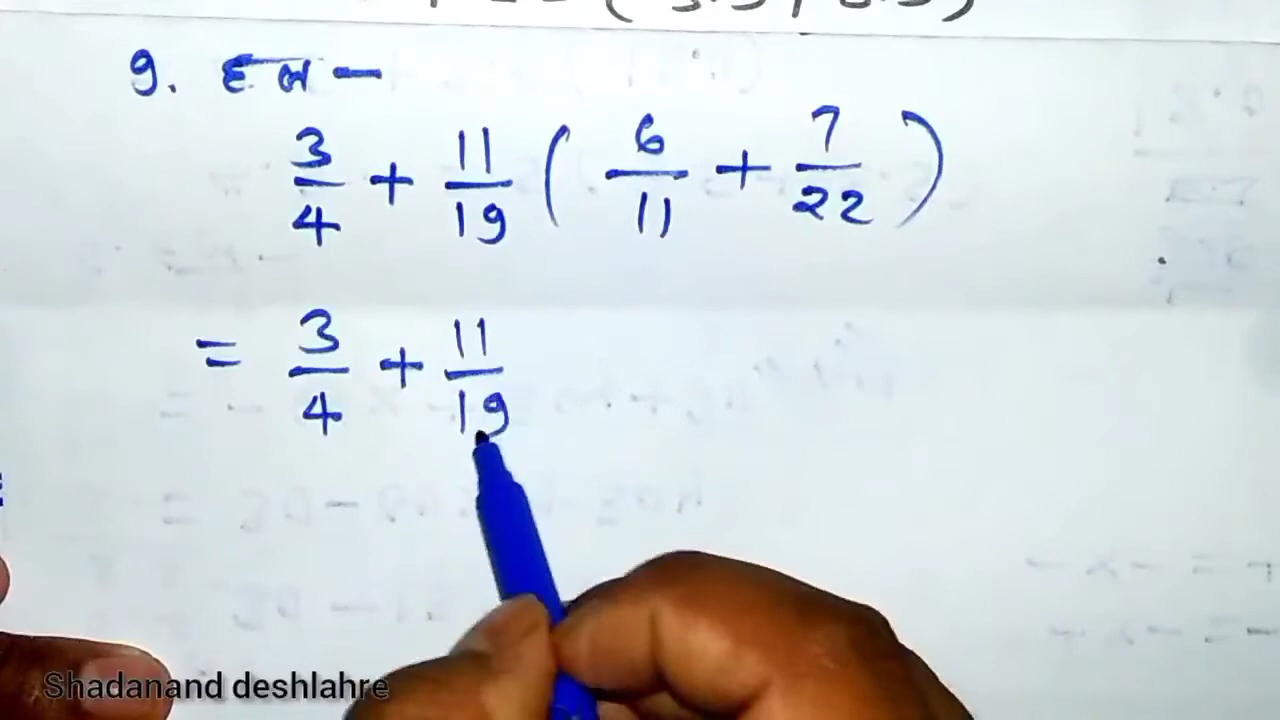 9. हल -
3/4 + 11/19 ( 6/11 + 7/22 )
= 3/4 + 11/19
Shadanand deshlahre